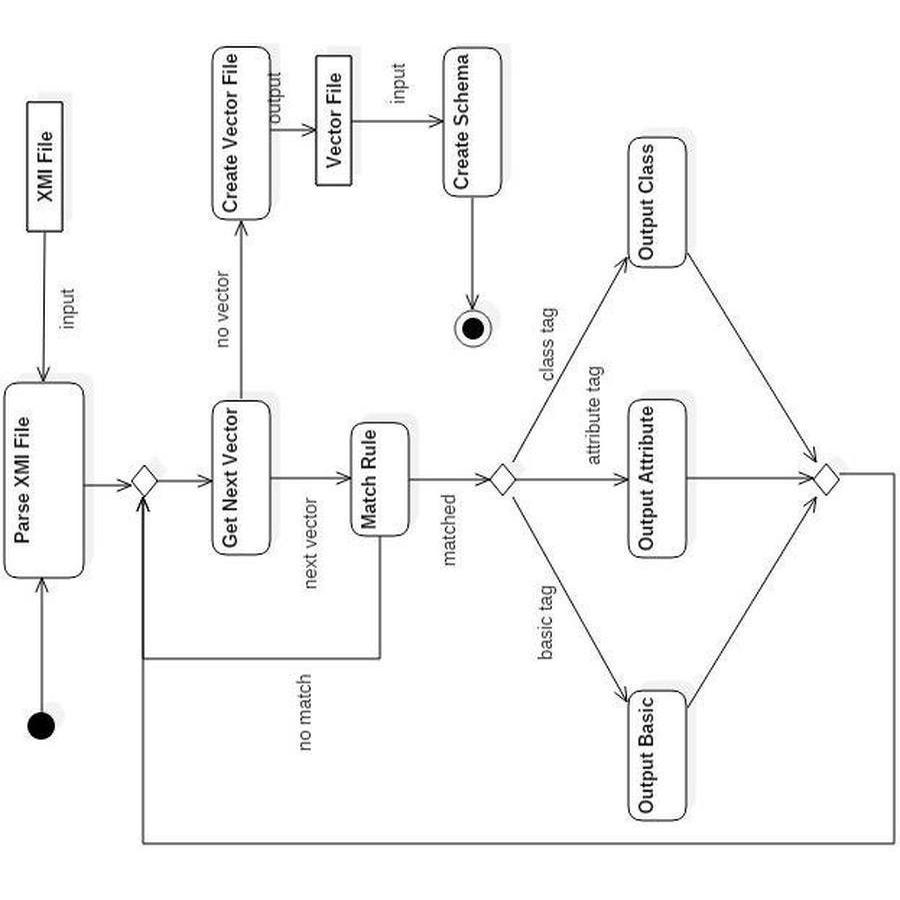 XMI File
input
Parse XMI File
Create Vector File
output
Vector File
input
Create Schema
no vector
Get Next Vector
next vector
Match Rule
no match
matched
class tag
attribute tag
basic tag
Output Class
Output Attribute
Output Basic